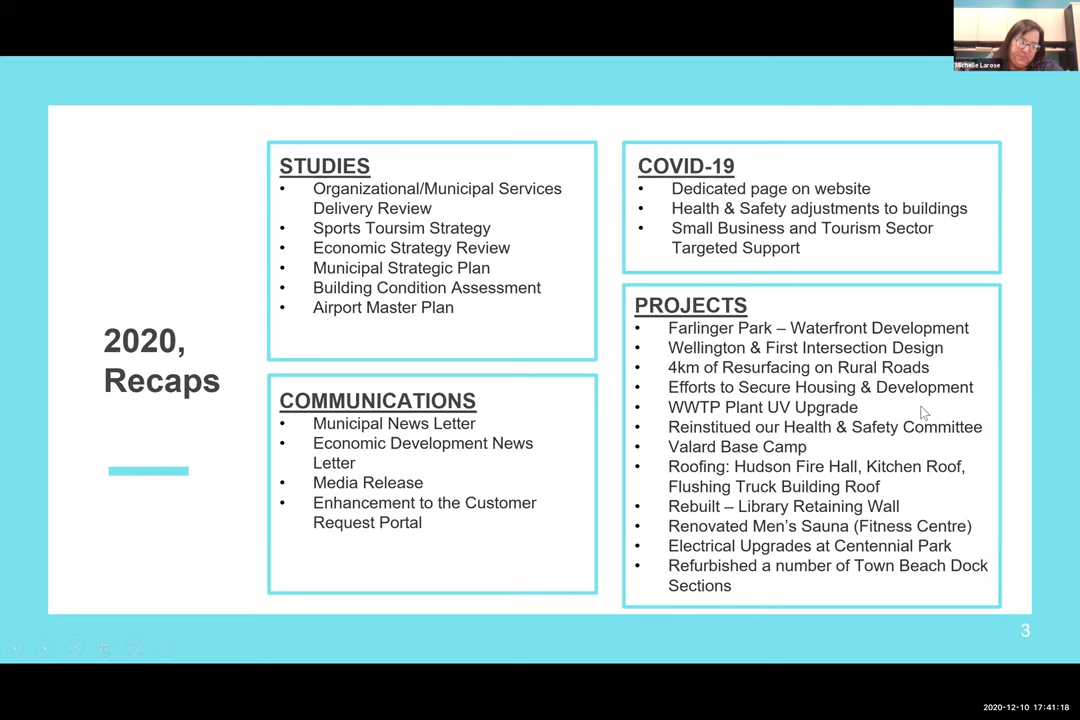 Michelle Larose
2020,
Recaps
STUDIES
• Organizational/Municipal Services
Delivery Review
• Sports Toursim Strategy
• Economic Strategy Review
• Municipal Strategic Plan
• Building Condition Assessment
• Airport Master Plan
COMMUNICATIONS
• Municipal News Letter
• Economic Development News
Letter
• Media Release
• Enhancement to the Customer
Request Portal
COVID-19
• Dedicated page on website
• Health & Safety adjustments to buildings
• Small Business and Tourism Sector
Targeted Support
PROJECTS
• Farlinger Park – Waterfront Development
• Wellington & First Intersection Design
• 4km of Resurfacing on Rural Roads
• Efforts to Secure Housing & Development
• WWTP Plant UV Upgrade
• Reinstitued our Health & Safety Committee
• Valard Base Camp
• Roofing: Hudson Fire Hall, Kitchen Roof,
Flushing Truck Building Roof
• Rebuilt – Library Retaining Wall
• Renovated Men’s Sauna (Fitness Centre)
• Electrical Upgrades at Centennial Park
• Refurbished a number of Town Beach Dock
Sections
3
2020-12-10 17:41:18